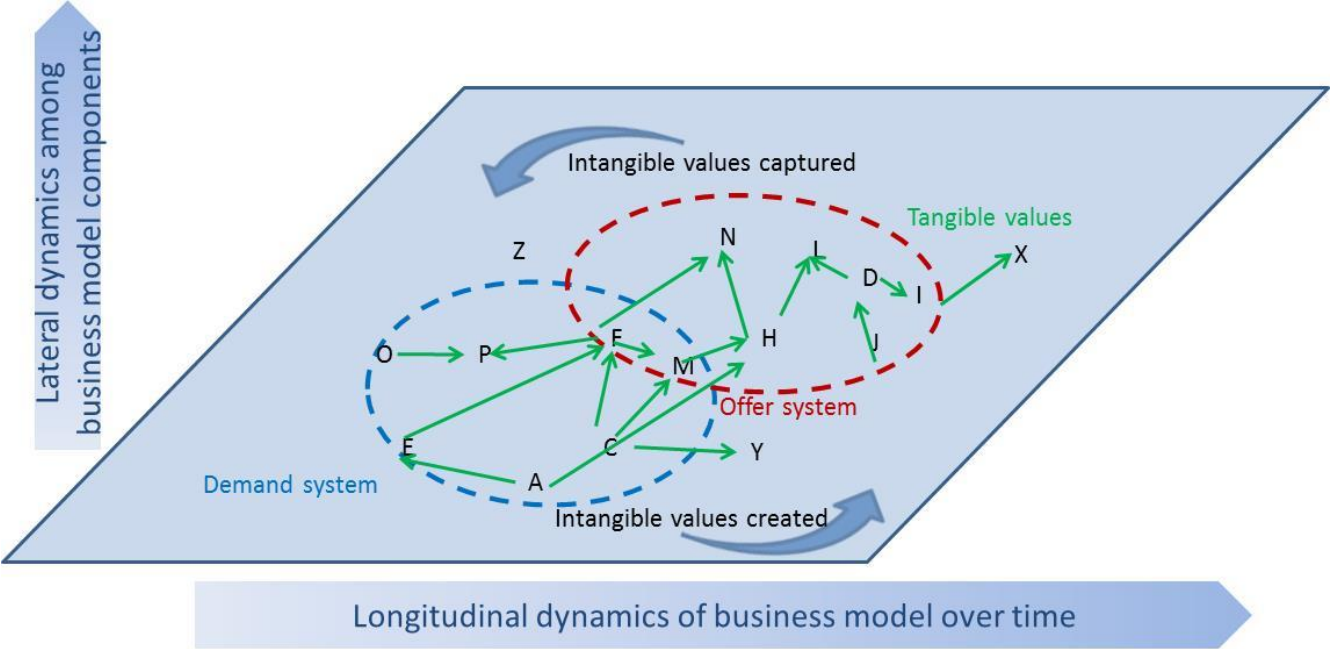 Lateral dynamics among
business model components
Intangible values captured
Tangible values
N
Z
L
X
D
I
F
H
J
O
P
M
Offer system
E
C
Y
Demand system
A
Intangible values created
Longitudinal dynamics of business model over time